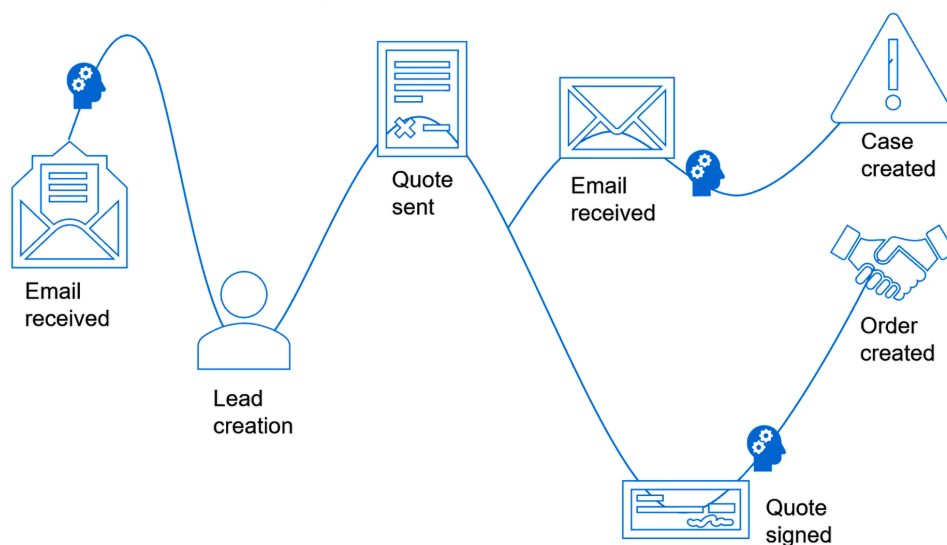 Email
received
Lead
creation
Quote
sent
Email
received
Case
created
Order
created
Quote
signed